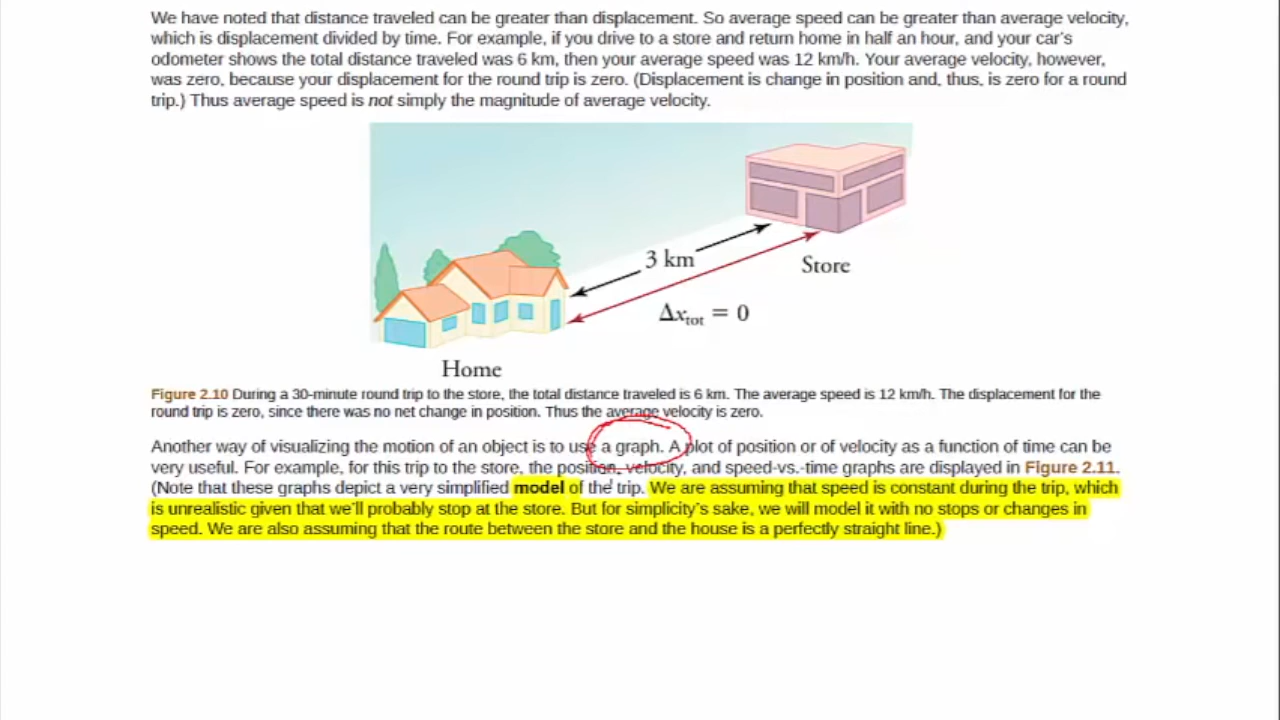 We have noted that distance traveled can be greater than displacement. So average speed can be greater than average velocity,
which is displacement divided by time. For example, if you drive to a store and return home in half an hour, and your car's
odometer shows the total distance traveled was 6 km, then your average speed was 12 km/h. Your average velocity, however,
was zero, because your displacement for the round trip is zero. (Displacement is change in position and, thus, is zero for a round
trip.) Thus average speed is not simply the magnitude of average velocity.
3 km
Store
Δxtot = 0
Home
Figure 2.10 During a 30-minute round trip to the store, the total distance traveled is 6 km. The average speed is 12 km/h. The displacement for the
round trip is zero, since there was no net change in position. Thus the average velocity is zero.
Another way of visualizing the motion of an object is to use a graph. A plot of position or of velocity as a function of time can be
very useful. For example, for this trip to the store, the position, velocity, and speed-vs.-time graphs are displayed in Figure 2.11.
(Note that these graphs depict a very simplified model of the trip. We are assuming that speed is constant during the trip, which
is unrealistic given that we'll probably stop at the store. But for simplicity's sake, we will model it with no stops or changes in
speed. We are also assuming that the route between the store and the house is a perfectly straight line.)